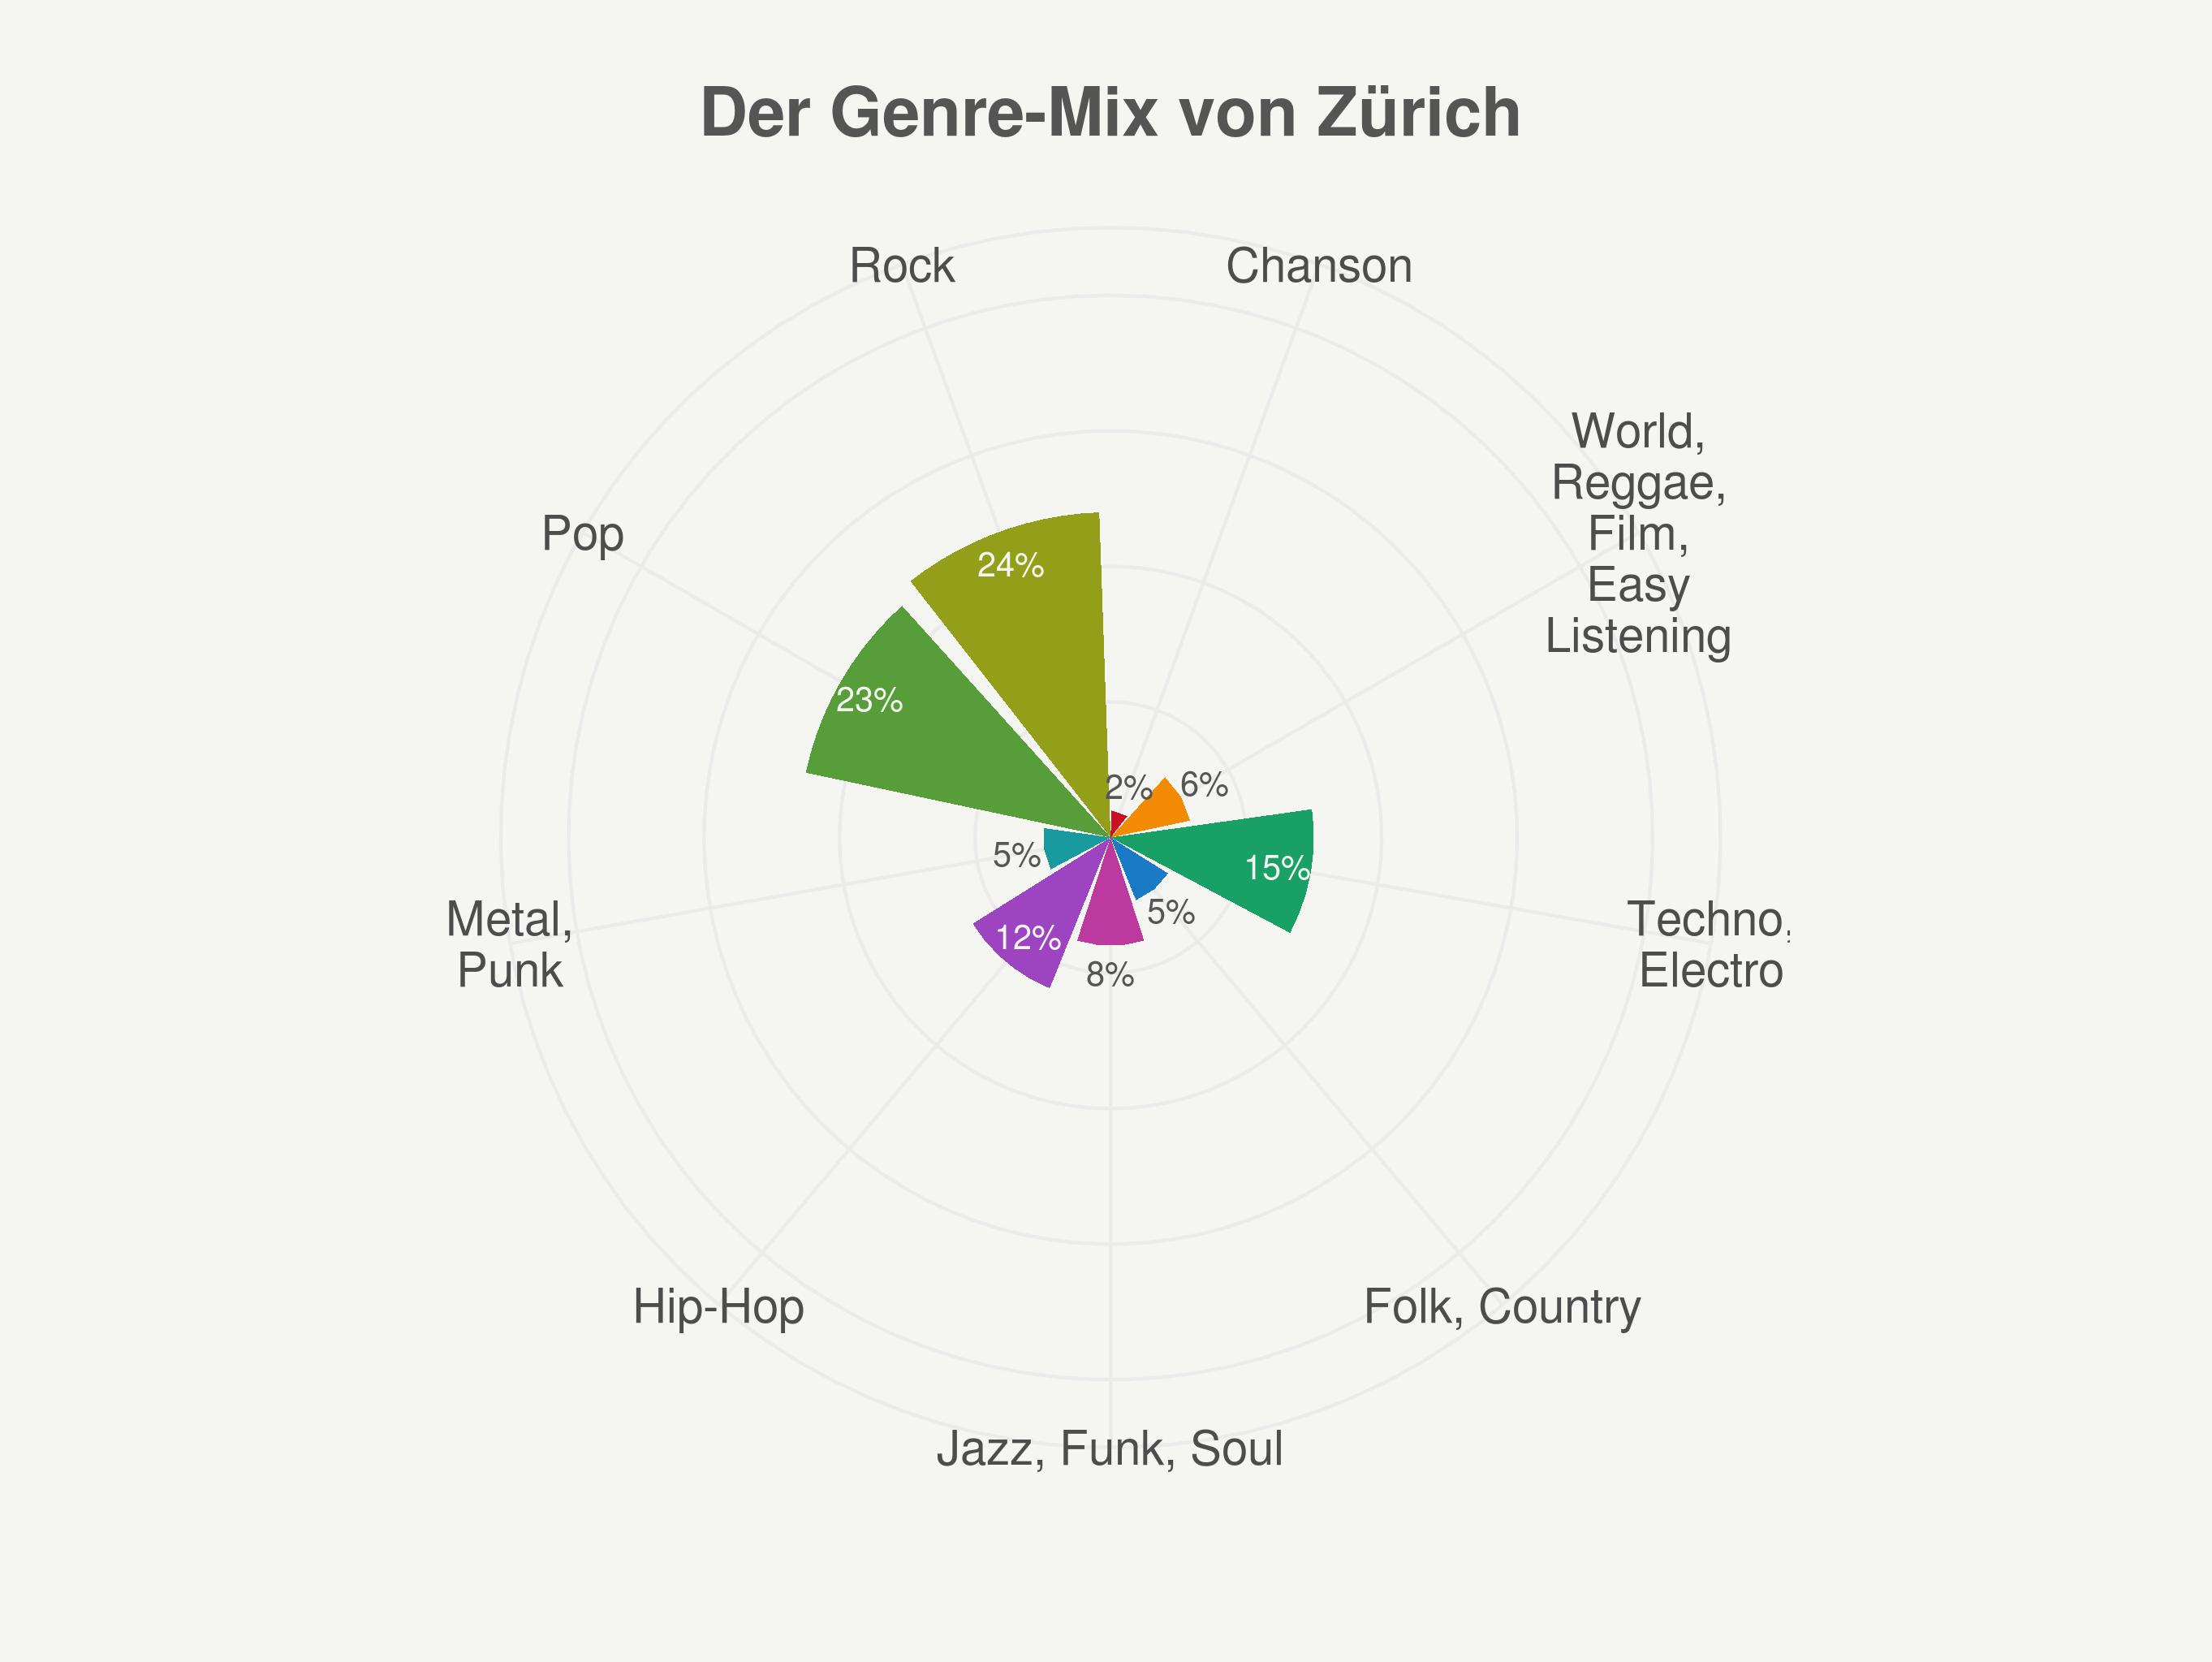 Der Genre-Mix von Zürich
Rock
Chanson
World,
Reggae,
Film,
Easy
Listening
Pop
24%
23%
2%
6%
15%
5%
5%
12%
8%
Metal,
Punk
Techno,
Electro
Hip-Hop
Folk, Country
Jazz, Funk, Soul